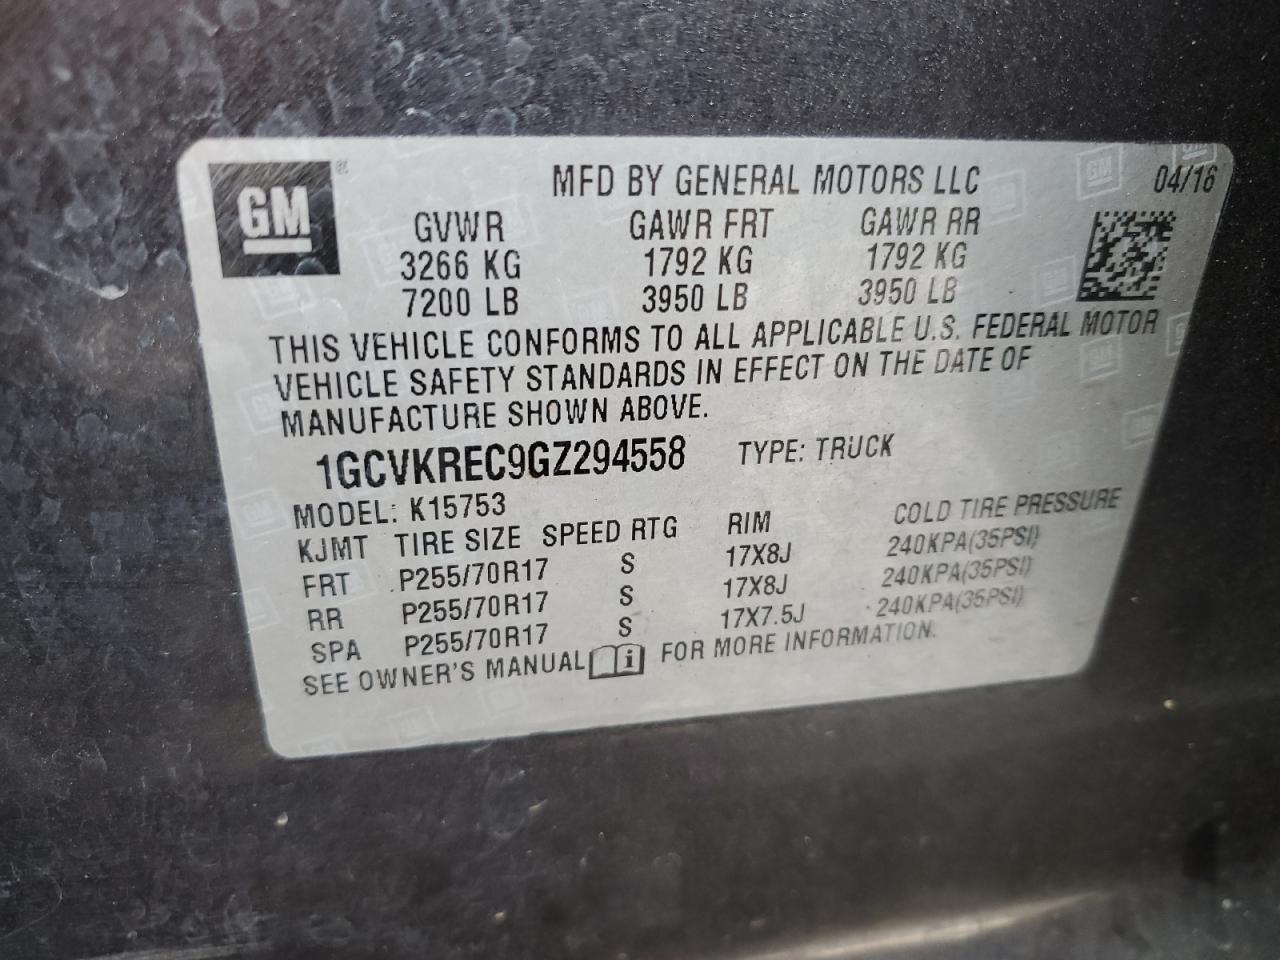 GM
MFD BY GENERAL MOTORS LLC 04/16
GVWR GAWR FRT GAWR RR
3266 KG 1792 KG 1792 KG
7200 LB 3950 LB 3950 LB
THIS VEHICLE CONFORMS TO ALL APPLICABLE U.S. FEDERAL MOTOR
VEHICLE SAFETY STANDARDS IN EFFECT ON THE DATE OF
MANUFACTURE SHOWN ABOVE.
1GCVKREC9GZ294558 TYPE: TRUCK
MODEL: K15753
KJMT TIRE SIZE SPEED RTG RIM COLD TIRE PRESSURE
FRT P255/70R17 S 17X8J 240KPA(35PSI)
RR P255/70R17 S 17X8J 240KPA(35PSI)
SPA P255/70R17 S 17X7.5J 240KPA(35PSI)
SEE OWNER'S MANUAL FOR MORE INFORMATION.